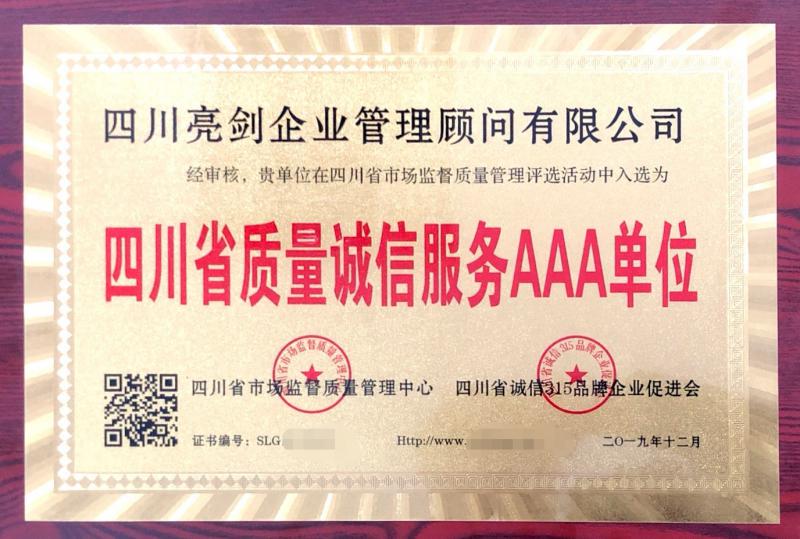 四川亮剑企业管理顾问有限公司
经审核，贵单位在四川省市场监督质量管理评选活动中入选为
四川省质量诚信服务AAA单位
四川省市场监督质量管理中心 四川省诚信315品牌企业促进会
证书编号：SLG Http://www. 二〇一九年十二月